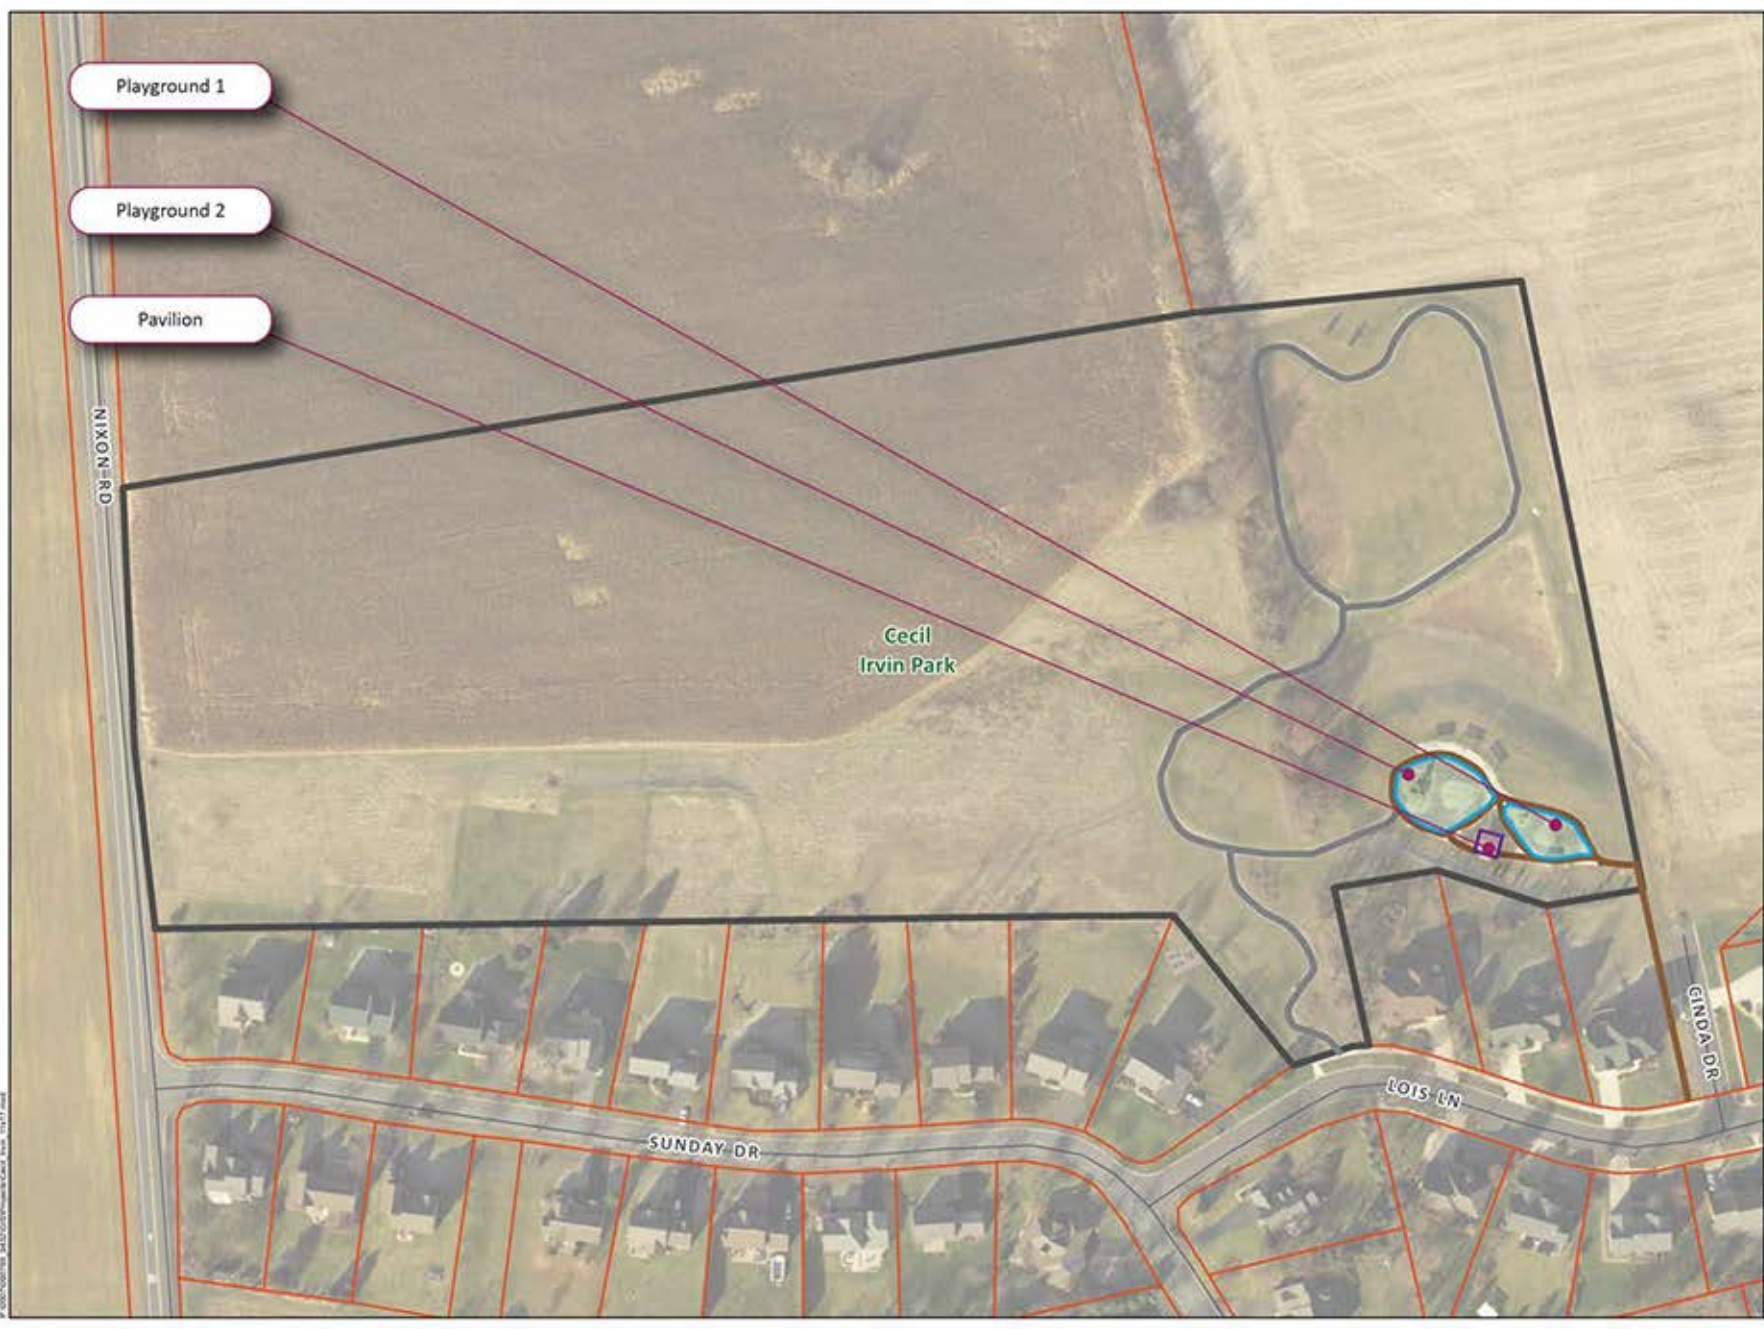 Playground 1
Playground 2
Pavilion
NIXON RD
Cecil
Irvin Park
CINDA DR
LOIS LN
SUNDAY DR